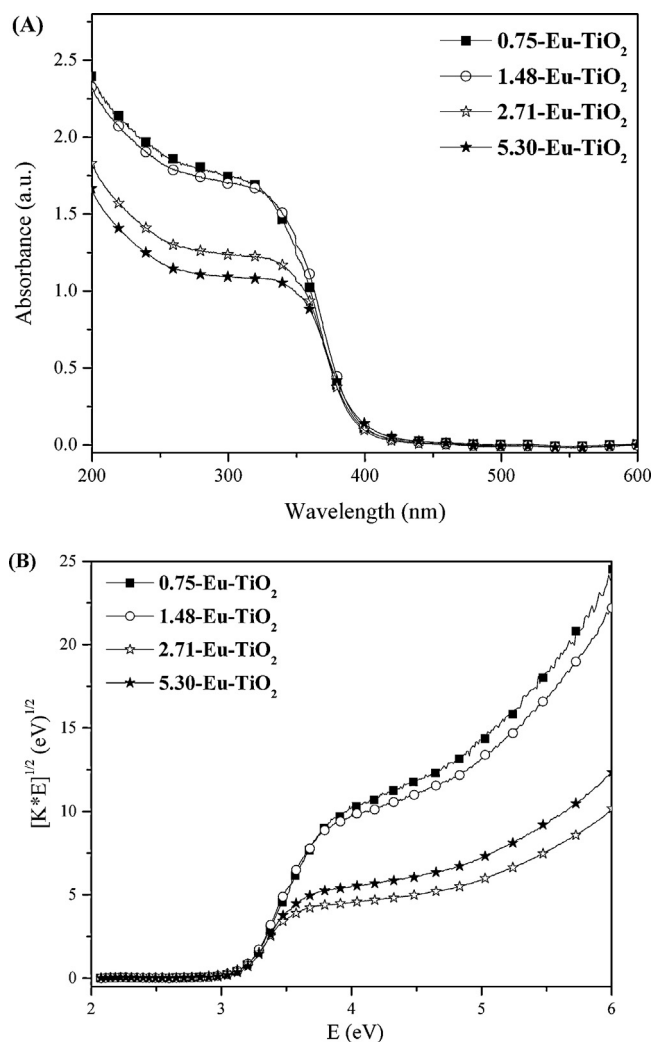 (A)
0.75-Eu-TiO₂
1.48-Eu-TiO₂
2.71-Eu-TiO₂
5.30-Eu-TiO₂
2.5
2.0
1.5
1.0
0.5
0.0
Absorbance (a.u.)
200 300 400 500 600
Wavelength (nm)
(B)
0.75-Eu-TiO₂
1.48-Eu-TiO₂
2.71-Eu-TiO₂
5.30-Eu-TiO₂
25
20
15
10
5
0
[K*E]^1/2 (eV)^1/2
2 3 4 5 6
E (eV)